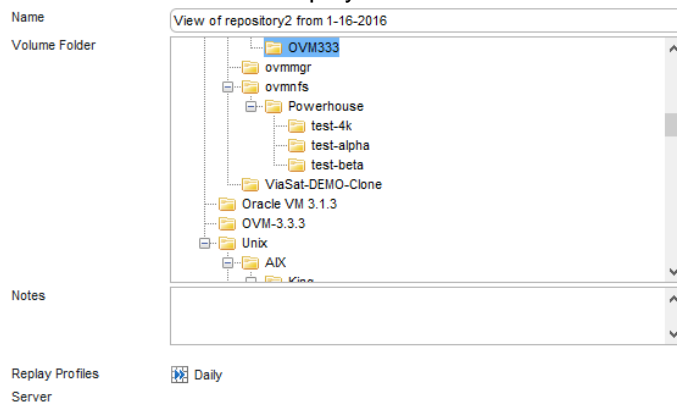 Name
View of repository2 from 1-16-2016
Volume Folder
OVM333
ovmmgr
ovmnfs
Powerhouse
test-4k
test-alpha
test-beta
ViaSat-DEMO-Clone
Oracle VM 3.1.3
OVM-3.3.3
Unix
AIX
King
Notes
Replay Profiles
Daily
Server